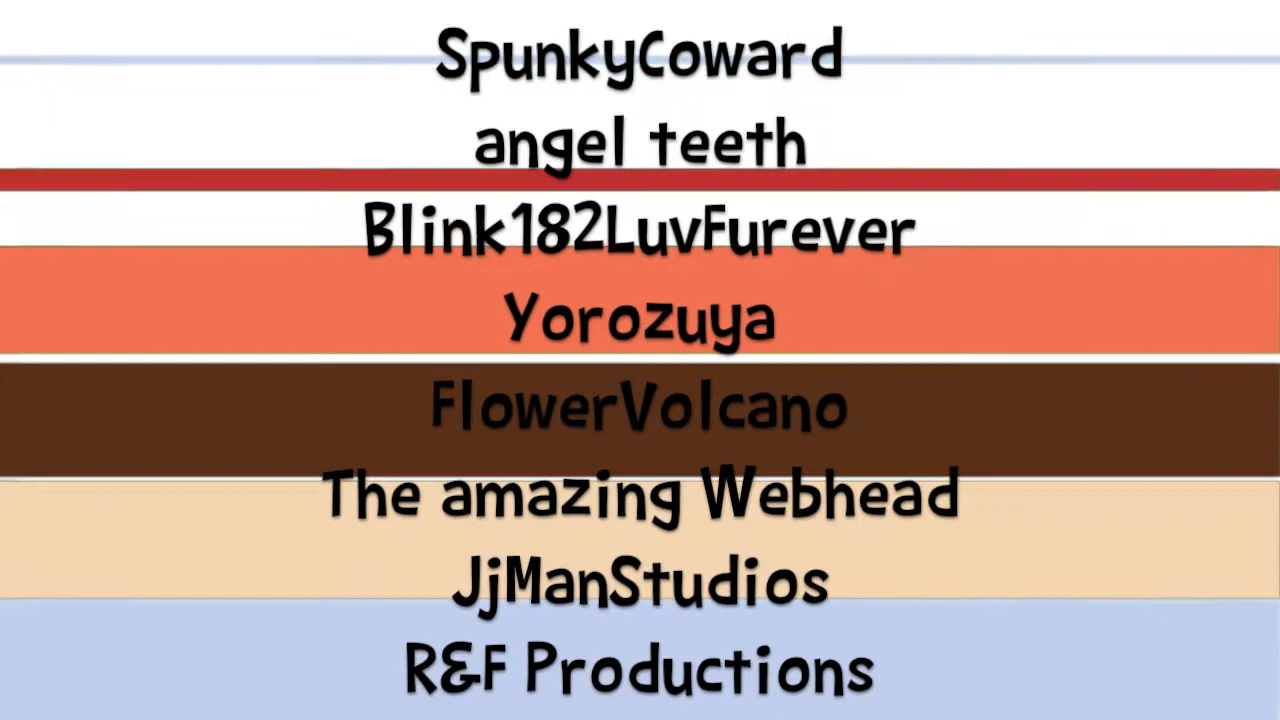 SpunkyCoward
angel teeth
Blink182LuvFurever
Yorozuya
FlowerVolcano
The amazing Webhead
JjManStudios
R&F Productions